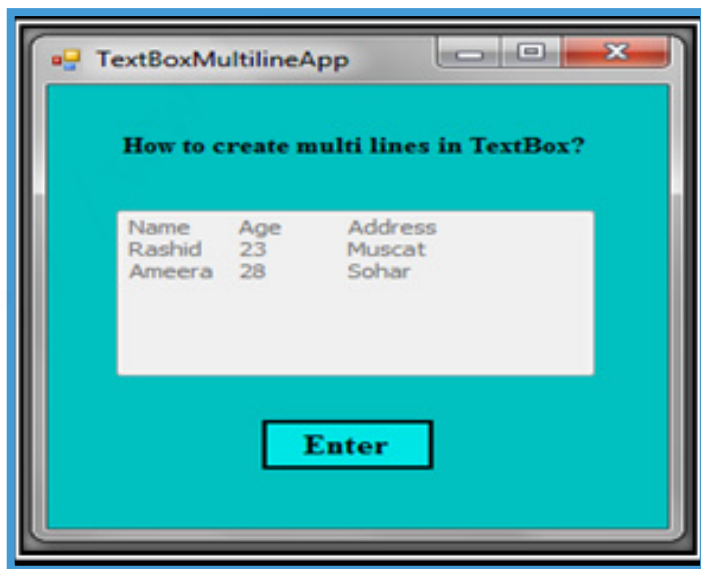 TextBoxMultilineApp
How to create multi lines in TextBox?
Name Age Address
Rashid 23 Muscat
Ameera 28 Sohar
Enter